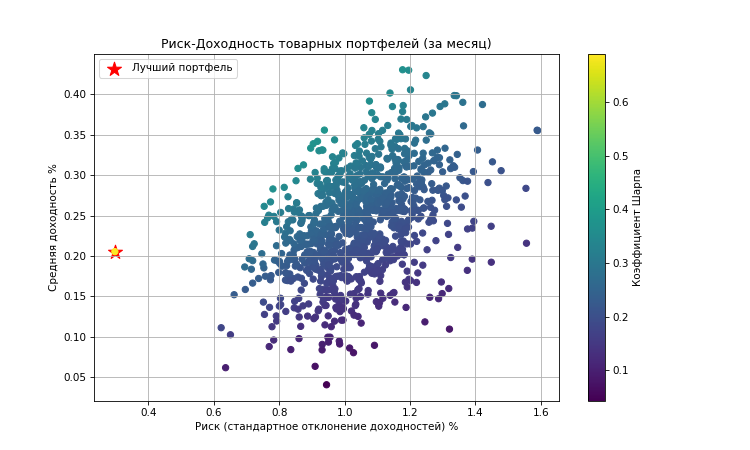 Риск-Доходность товарных портфелей (за месяц)
Лучший портфель
0.40
0.35
0.30
0.25
0.20
0.15
0.10
0.05
Средняя доходность %
0.4 0.6 0.8 1.0 1.2 1.4 1.6
Риск (стандартное отклонение доходностей) %
0.6
0.5
0.4
0.3
0.2
0.1
Коэффициент Шарпа